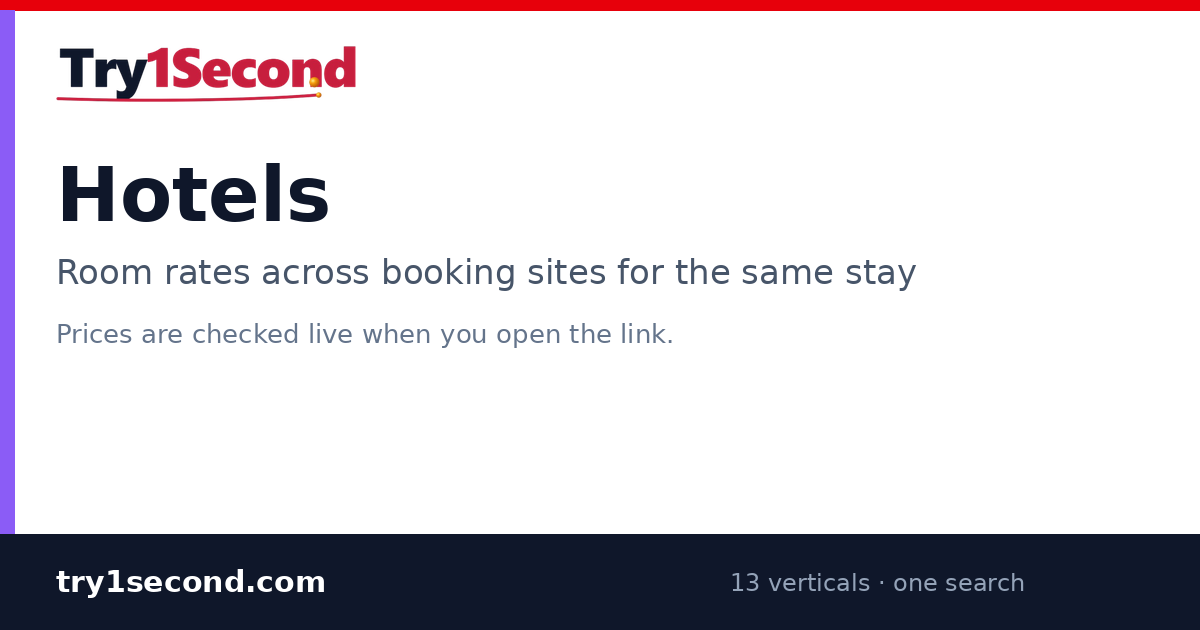 Try1Second
Hotels
Room rates across booking sites for the same stay
Prices are checked live when you open the link.
try1second.com
13 verticals · one search